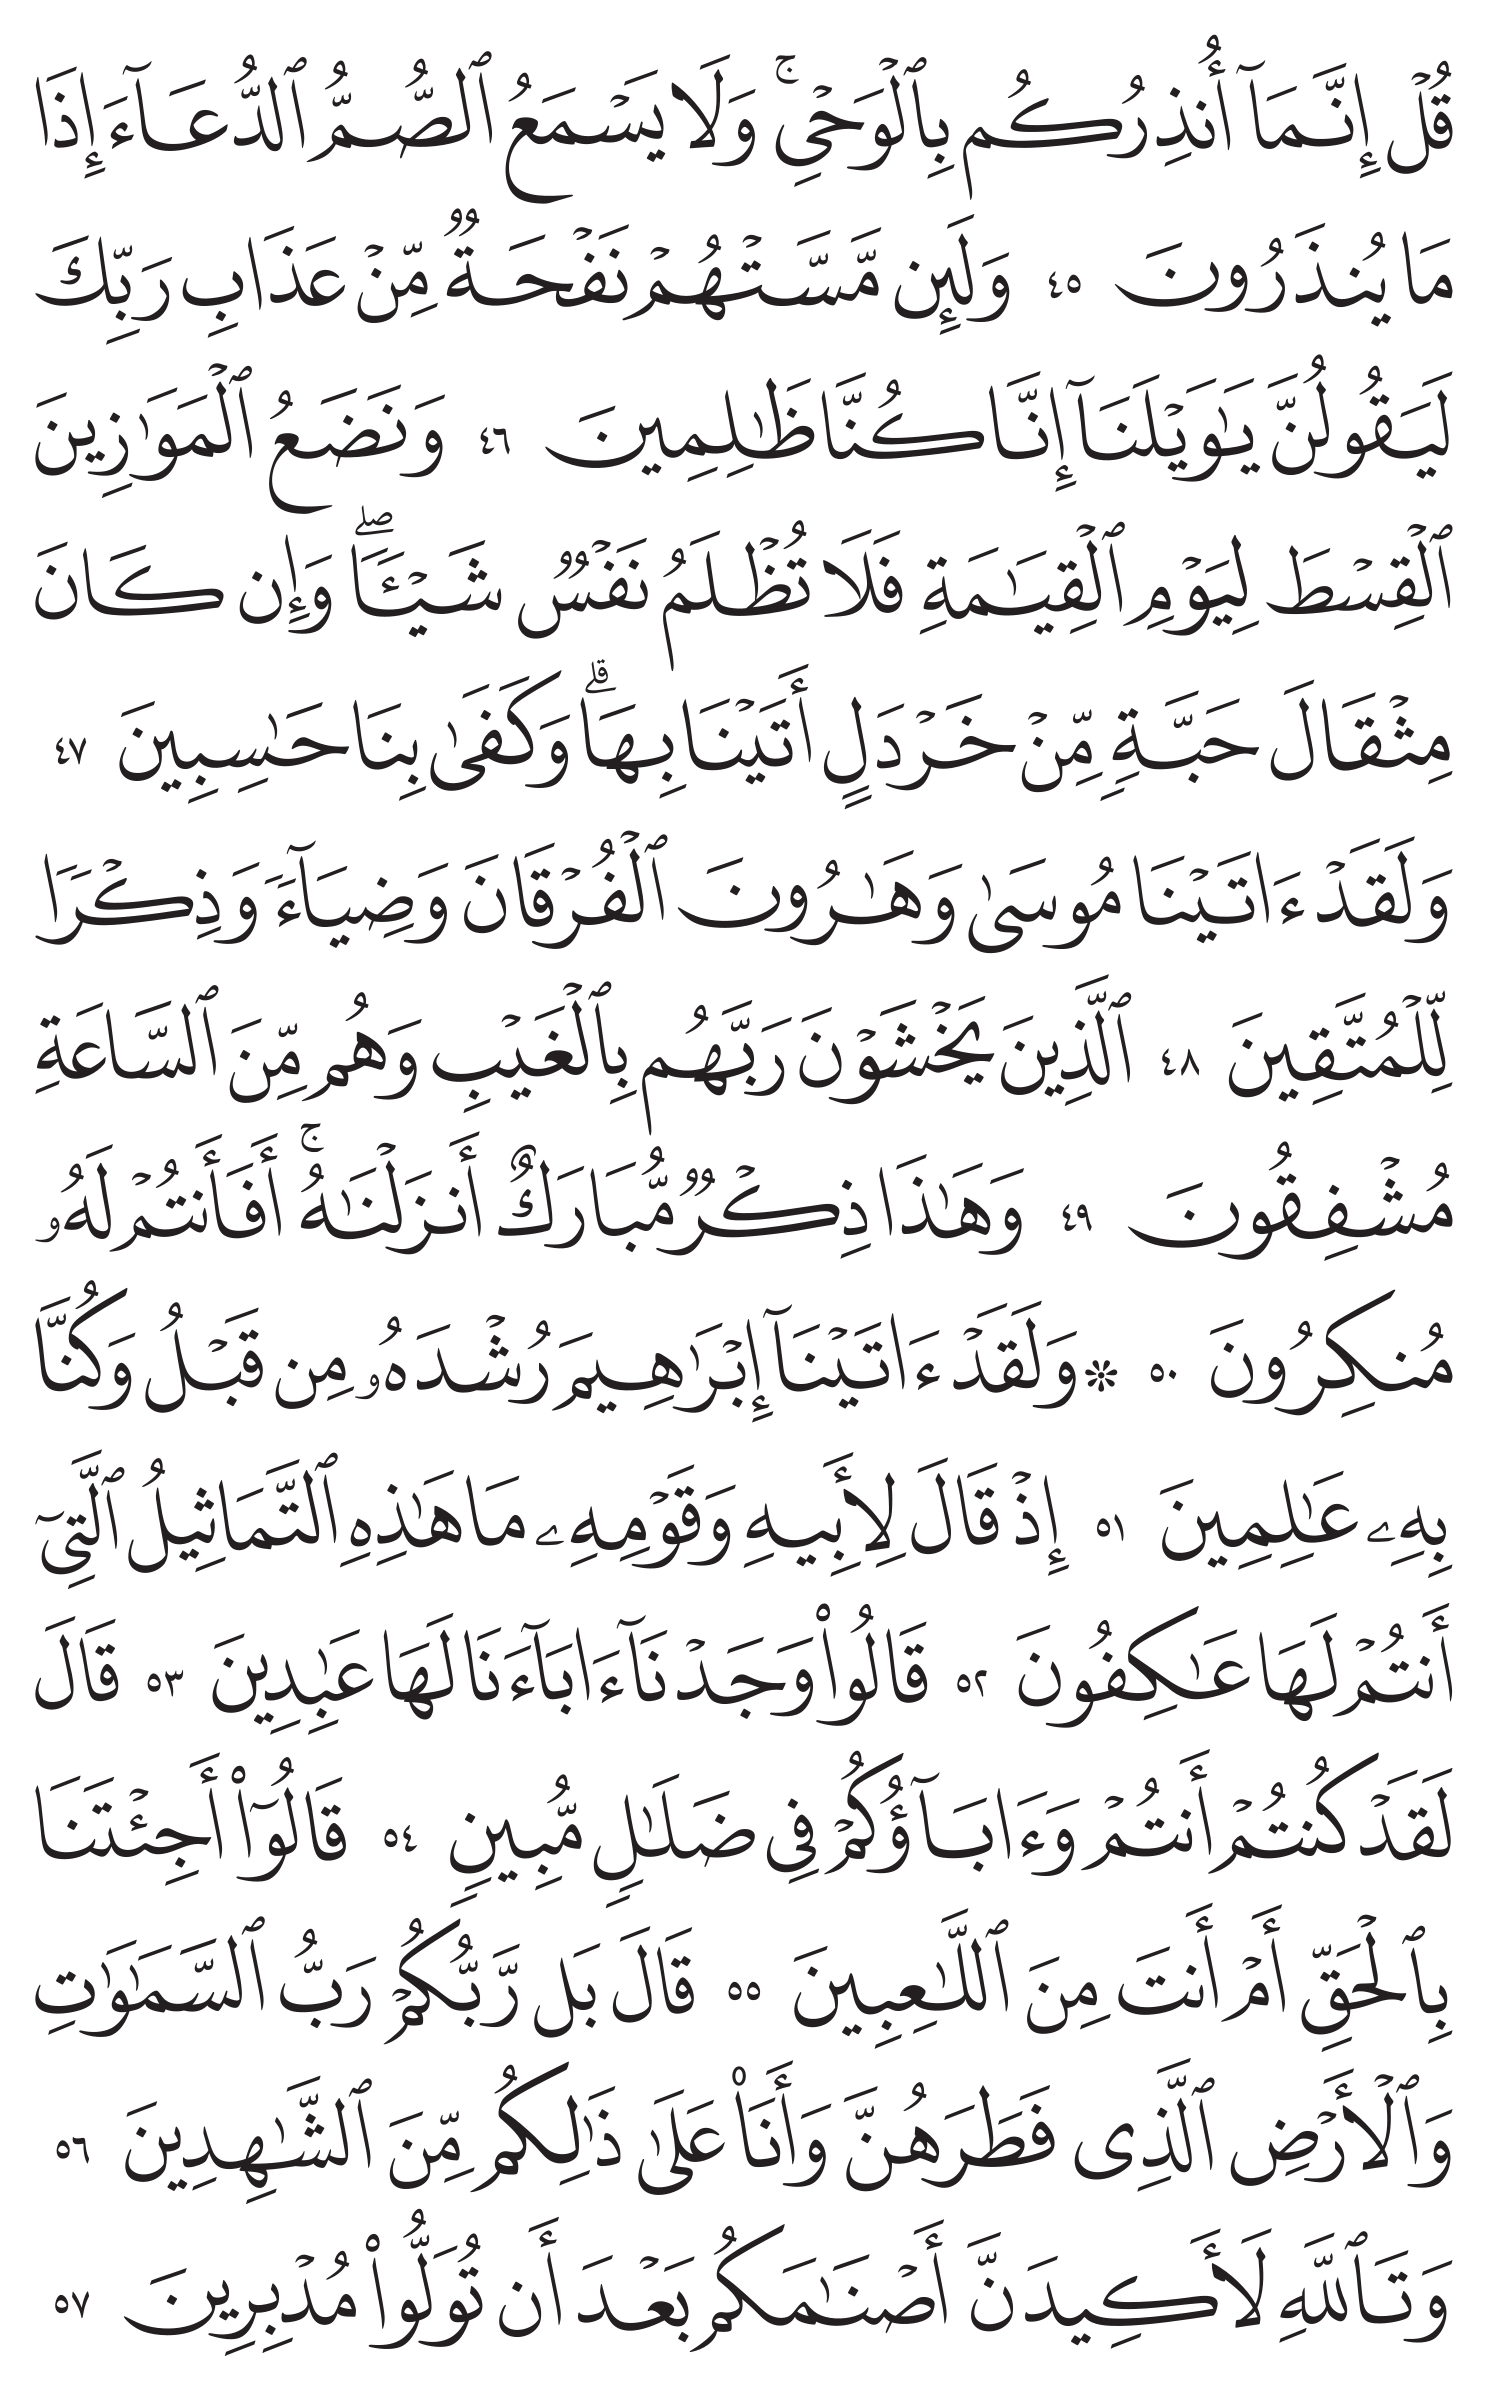 قُلْ إِنَّمَآ أُنذِرُكُم بِٱلْوَحْىِ ۚ وَلَا يَسْمَعُ ٱلصُّمُّ ٱلدُّعَآءَ إِذَا
مَا يُنذَرُونَ ٤٥ وَلَئِن مَّسَّتْهُمْ نَفْحَةٌ مِّنْ عَذَابِ رَبِّكَ
لَيَقُولُنَّ يَـٰوَيْلَنَآ إِنَّا كُنَّا ظَـٰلِمِينَ ٤٦ وَنَضَعُ ٱلْمَوَٰزِينَ
ٱلْقِسْطَ لِيَوْمِ ٱلْقِيَـٰمَةِ فَلَا تُظْلَمُ نَفْسٌ شَيْـًٔا ۖ وَإِن كَانَ
مِثْقَالَ حَبَّةٍ مِّنْ خَرْدَلٍ أَتَيْنَا بِهَا ۗ وَكَفَىٰ بِنَا حَـٰسِبِينَ ٤٧
وَلَقَدْ ءَاتَيْنَا مُوسَىٰ وَهَـٰرُونَ ٱلْفُرْقَانَ وَضِيَآءً وَذِكْرًا
لِّلْمُتَّقِينَ ٤٨ ٱلَّذِينَ يَخْشَوْنَ رَبَّهُم بِٱلْغَيْبِ وَهُم مِّنَ ٱلسَّاعَةِ
مُشْفِقُونَ ٤٩ وَهَـٰذَا ذِكْرٌ مُّبَارَكٌ أَنزَلْنَـٰهُ ۚ أَفَأَنتُمْ لَهُۥ
مُنكِرُونَ ٥٠ ❇ وَلَقَدْ ءَاتَيْنَآ إِبْرَٰهِيمَ رُشْدَهُۥ مِن قَبْلُ وَكُنَّا
بِهِۦ عَـٰلِمِينَ ٥١ إِذْ قَالَ لِأَبِيهِ وَقَوْمِهِۦ مَا هَـٰذِهِ ٱلتَّمَاثِيلُ ٱلَّتِىٓ
أَنتُمْ لَهَا عَـٰكِفُونَ ٥٢ قَالُوا۟ وَجَدْنَآ ءَابَآءَنَا لَهَا عَـٰبِدِينَ ٥٣ قَالَ
لَقَدْ كُنتُمْ أَنتُمْ وَءَابَآؤُكُمْ فِى ضَلَـٰلٍ مُّبِينٍ ٥٤ قَالُوٓا۟ أَجِئْتَنَا
بِٱلْحَقِّ أَمْ أَنتَ مِنَ ٱللَّـٰعِبِينَ ٥٥ قَالَ بَل رَّبُّكُمْ رَبُّ ٱلسَّمَـٰوَٰتِ
وَٱلْأَرْضِ ٱلَّذِى فَطَرَهُنَّ وَأَنَا۠ عَلَىٰ ذَٰلِكُم مِّنَ ٱلشَّـٰهِدِينَ ٥٦
وَتَٱللَّهِ لَأَكِيدَنَّ أَصْنَـٰمَكُم بَعْدَ أَن تُوَلُّوا۟ مُدْبِرِينَ ٥٧